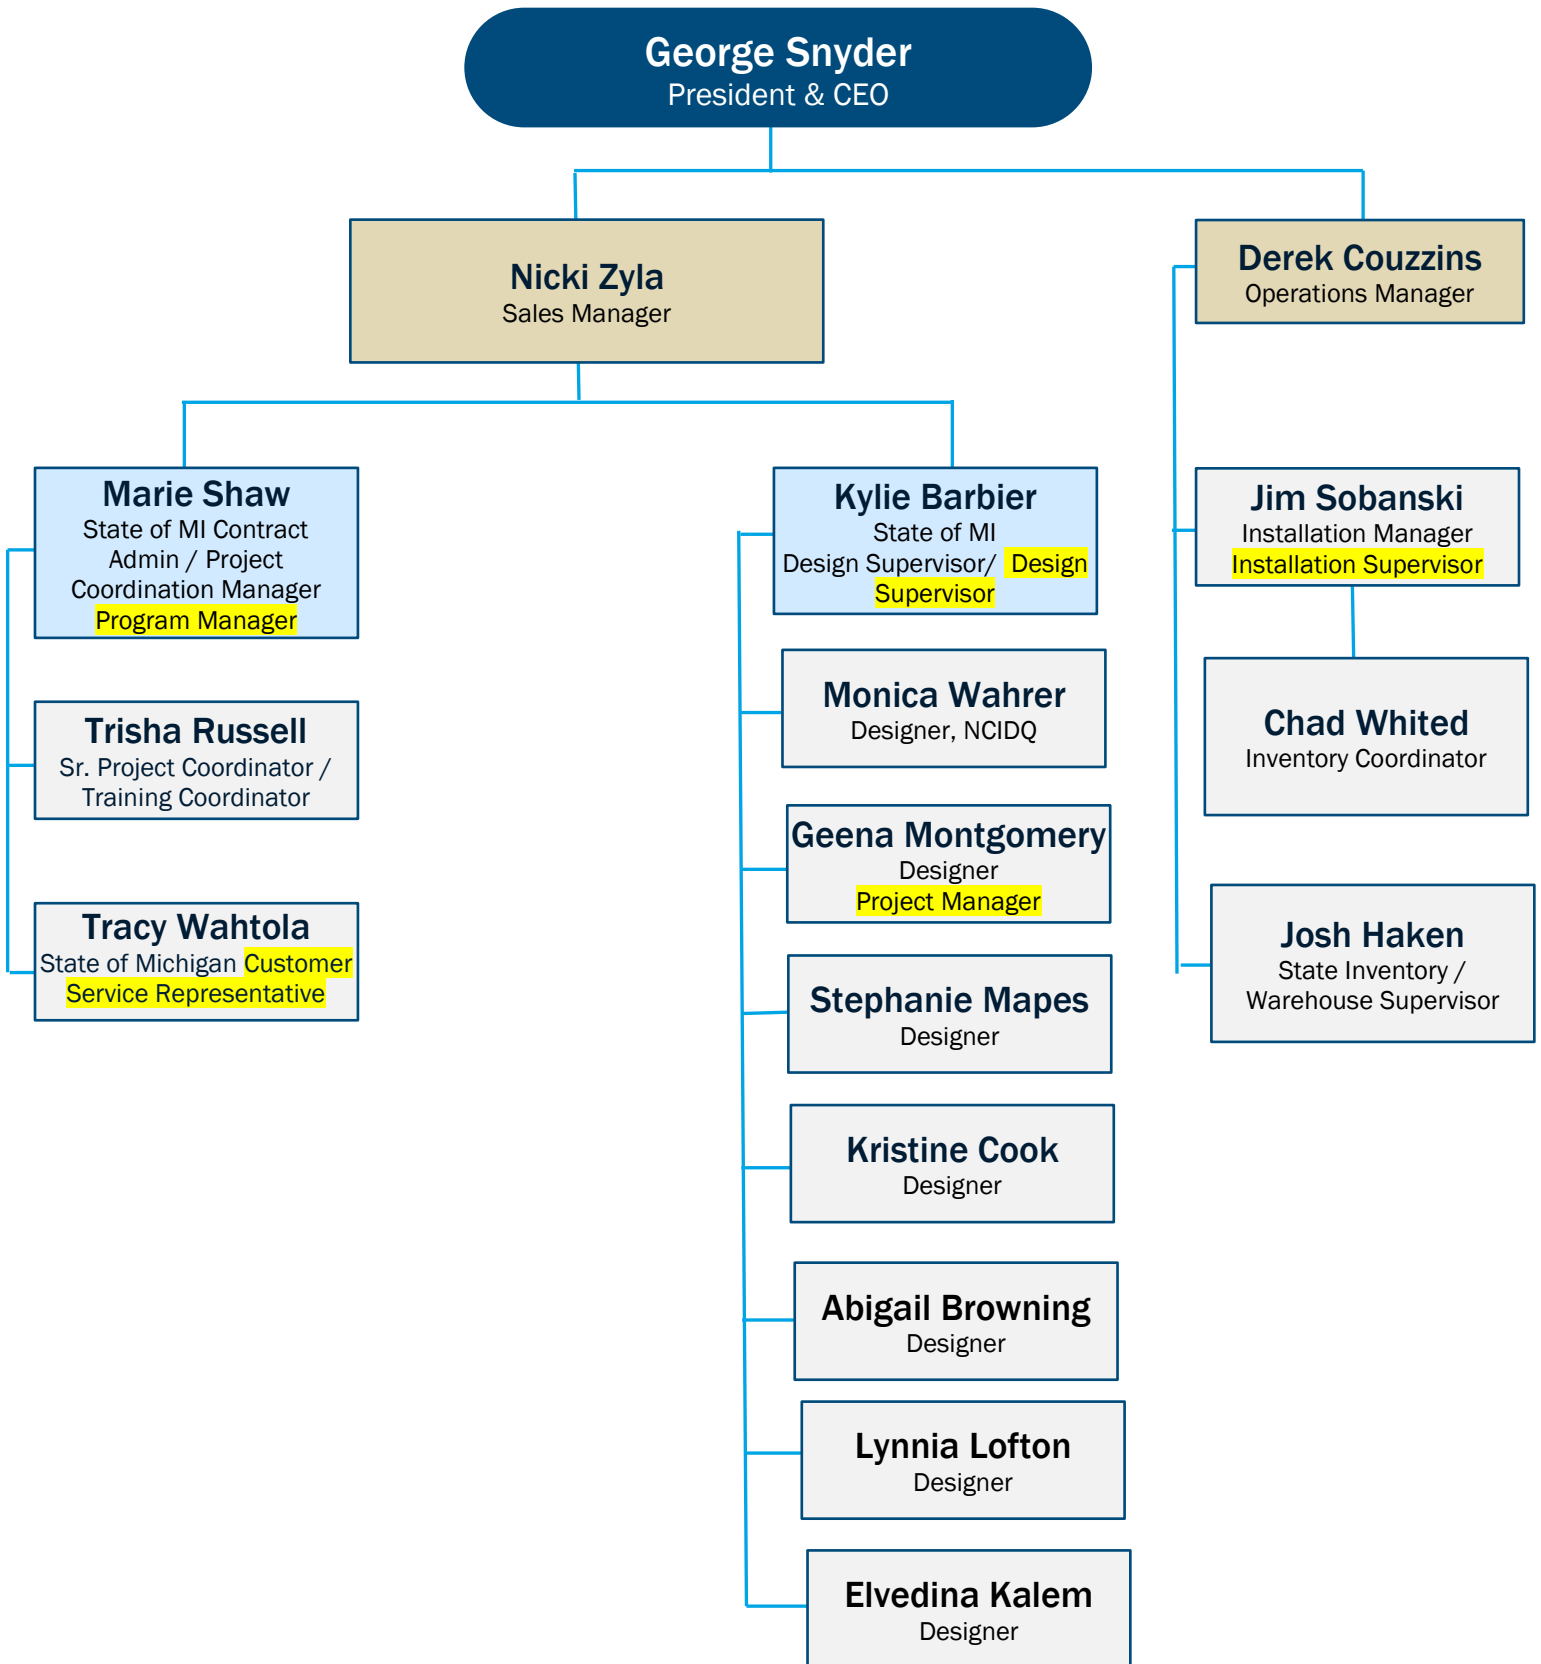 George Snyder
President & CEO
Nicki Zyla
Sales Manager
Derek Couzzins
Operations Manager
Marie Shaw
State of MI Contract
Admin / Project
Coordination Manager
Program Manager
Trisha Russell
Sr. Project Coordinator /
Training Coordinator
Tracy Wahtola
State of Michigan Customer
Service Representative
Kylie Barbier
State of MI
Design Supervisor/ Design
Supervisor
Monica Wahrer
Designer, NCIDQ
Geena Montgomery
Designer
Project Manager
Stephanie Mapes
Designer
Kristine Cook
Designer
Abigail Browning
Designer
Lynnia Lofton
Designer
Elvedina Kalem
Designer
Jim Sobanski
Installation Manager
Installation Supervisor
Chad Whited
Inventory Coordinator
Josh Haken
State Inventory /
Warehouse Supervisor